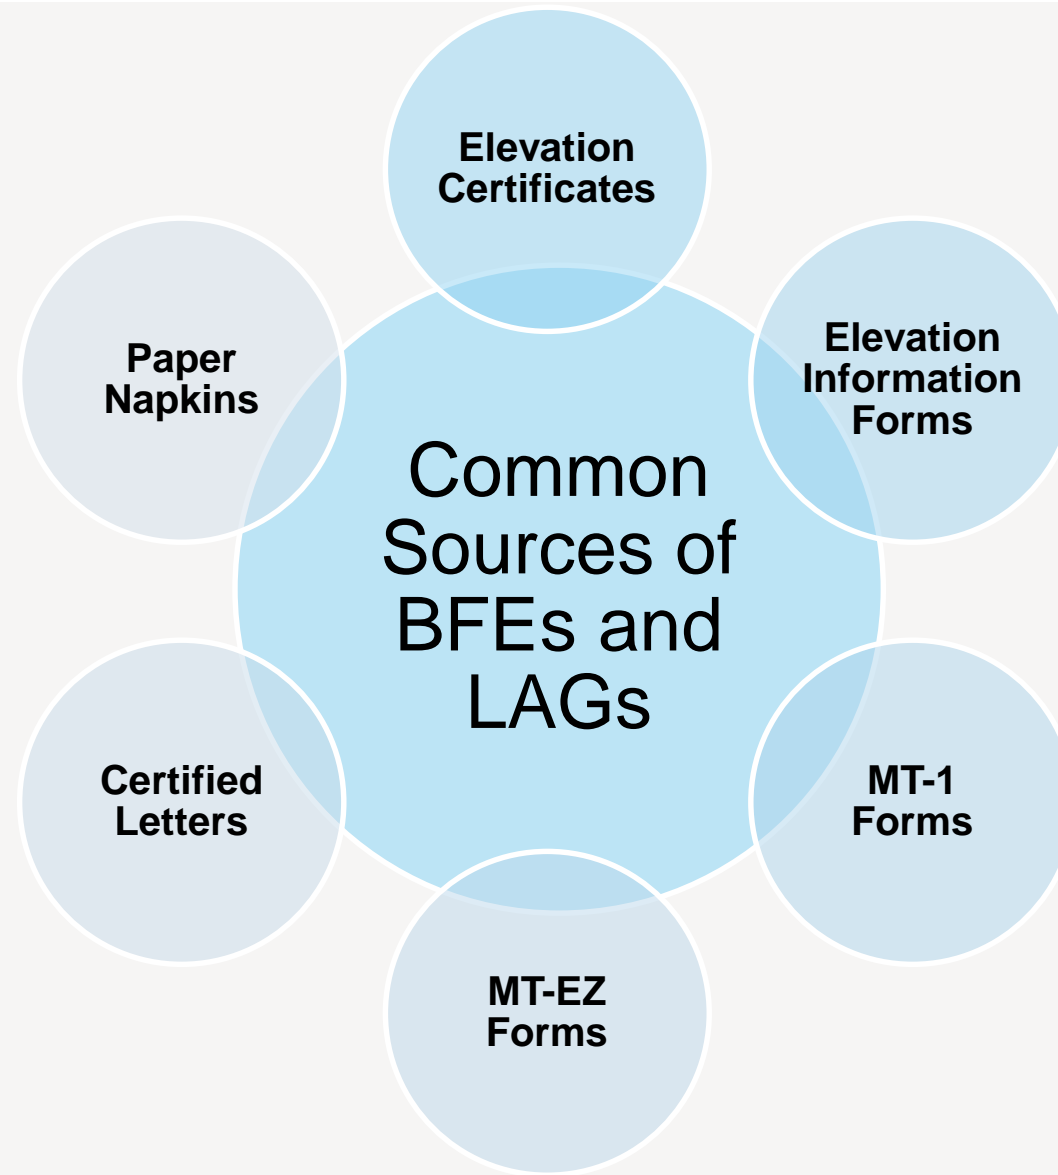 Elevation
Certificates
Elevation
Information
Forms
Paper
Napkins
Common
Sources of
BFEs and
LAGs
Certified
Letters
MT-1
Forms
MT-EZ
Forms